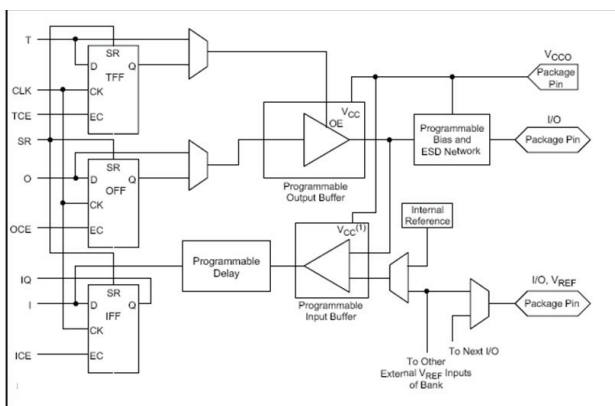 T
SR
D
Q
TFF
CLK
CK
TCE
EC
SR
SR
O
D
Q
OFF
CK
OCE
EC
IQ
SR
I
D
Q
IFF
CK
ICE
EC
VCC
OE
Programmable
Output Buffer
VCCO
Package
Pin
Programmable
Bias and
ESD Network
I/O
Package Pin
Internal
Reference
VCC(1)
Programmable
Delay
Programmable
Input Buffer
I/O, VREF
Package Pin
To Next I/O
To Other
External VREF Inputs
of Bank